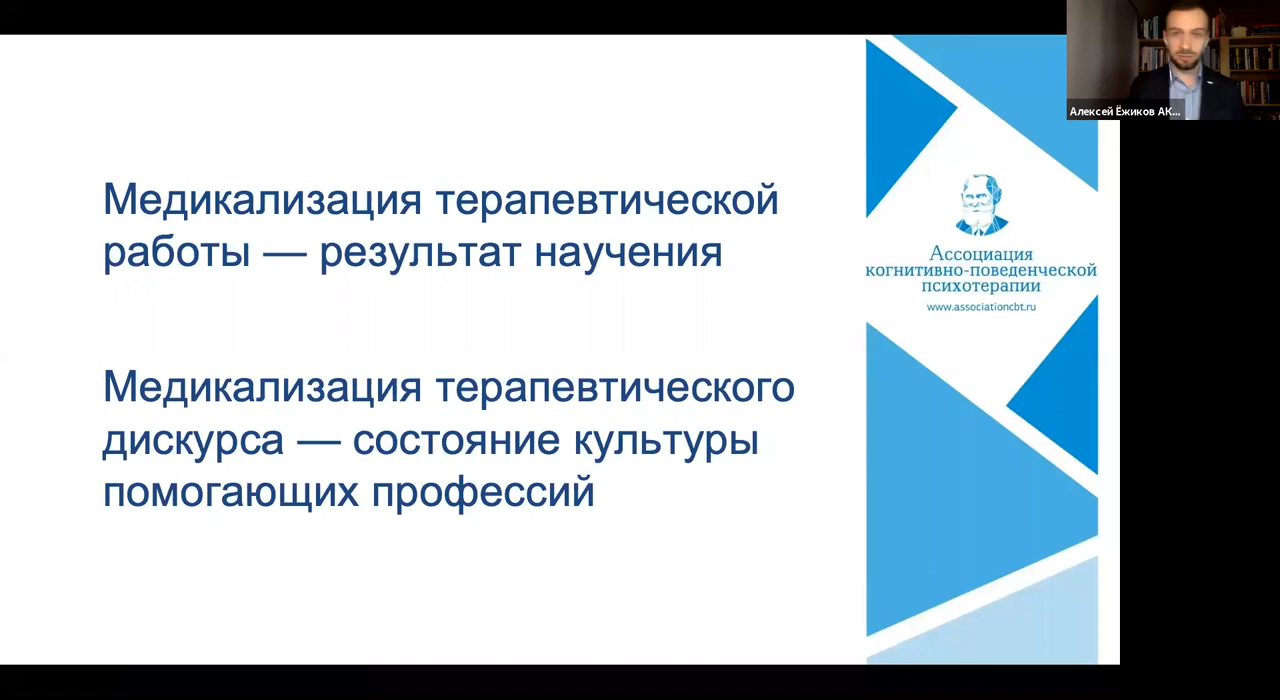 Алексей Ёжиков АК...
Медикализация терапевтической
работы — результат научения
Медикализация терапевтического
дискурса — состояние культуры
помогающих профессий
Ассоциация
когнитивно-поведенческой
психотерапии
www.associationcbt.ru